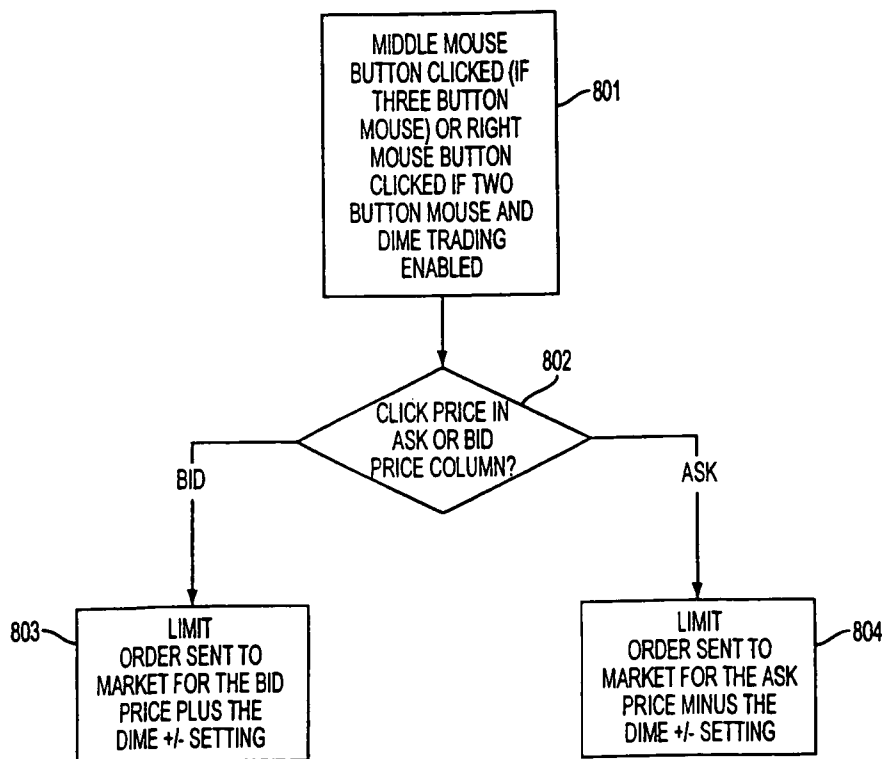 MIDDLE MOUSE
BUTTON CLICKED (IF
THREE BUTTON
MOUSE) OR RIGHT
MOUSE BUTTON
CLICKED IF TWO
BUTTON MOUSE AND
DIME TRADING
ENABLED
801
802
CLICK PRICE IN
ASK OR BID
PRICE COLUMN?
BID
ASK
803
LIMIT
ORDER SENT TO
MARKET FOR THE BID
PRICE PLUS THE
DIME +/- SETTING
LIMIT
ORDER SENT TO
MARKET FOR THE ASK
PRICE MINUS THE
DIME +/- SETTING
804